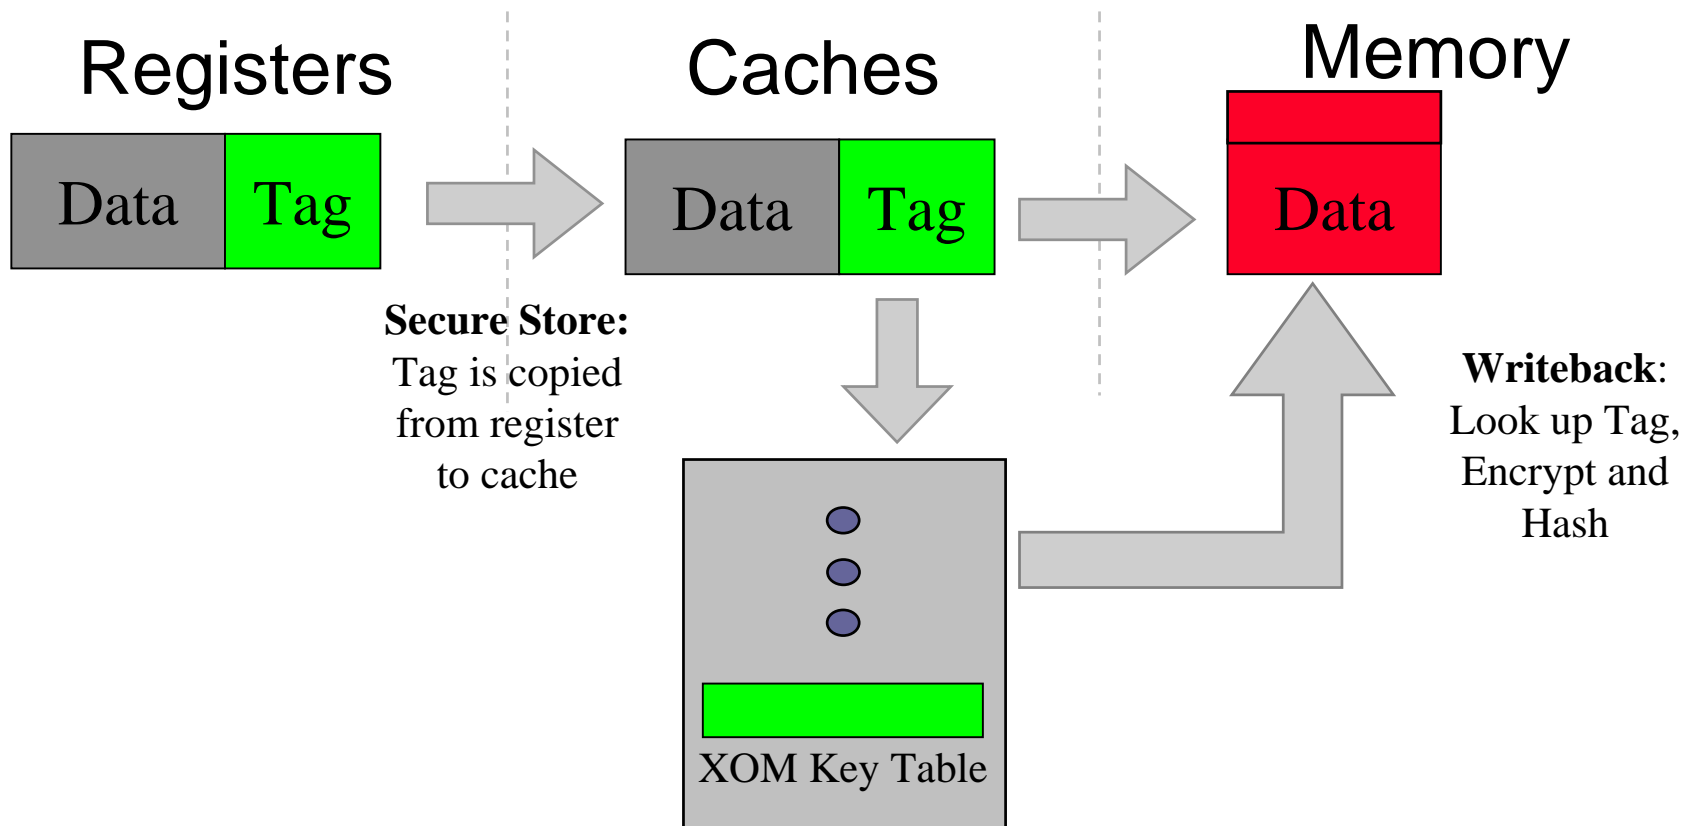 Registers
Caches
Memory
Data
Tag
Data
Tag
Data
Secure Store:
Tag is copied
from register
to cache
Writeback:
Look up Tag,
Encrypt and
Hash
XOM Key Table